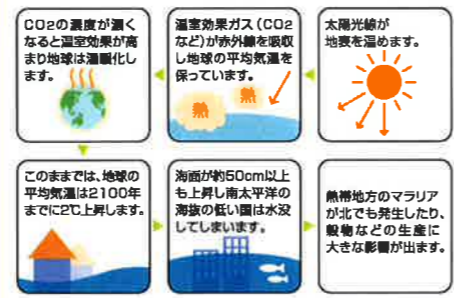 太陽光線が
地表を温めます。
温室効果ガス(CO2
など)が赤外線を吸収
し地球の平均気温を
保っています。
熱
熱
CO2の濃度が濃く
なると温室効果が高
まり地球は温暖化し
ます。
このままでは、地球の
平均気温は2100年
までに2℃上昇します。
海面が約50cm以上
も上昇し南太平洋の
海抜の低い国は水没
してしまいます。
熱帯地方のマラリア
が北でも発生したり、
穀物などの生産に
大きな影響が出ます。